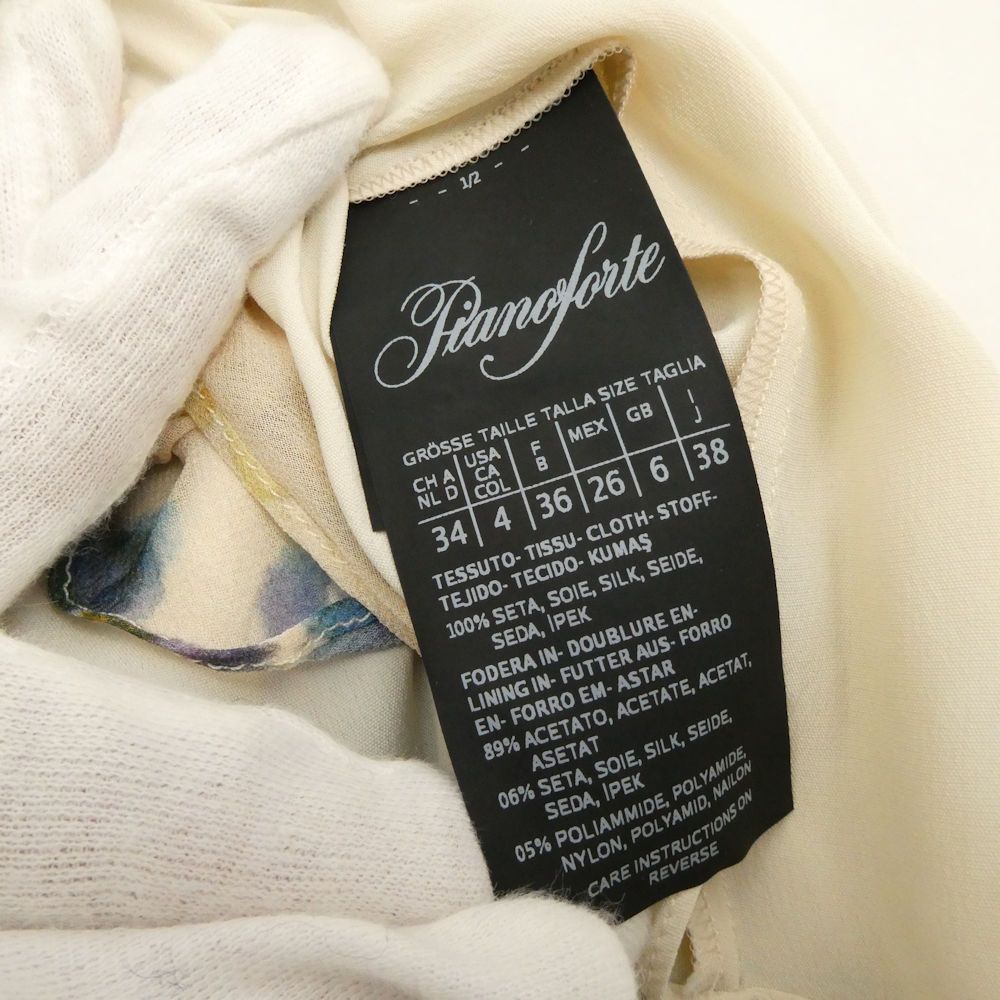 - - 1/2 - -
Pianoforte
GRÖSSE TAILLE TALLA SIZE TAGLIA
CH A NL D | USA CA COL | F B | MEX | GB | I J
34 | 4 | 36 | 26 | 6 | 38
TESSUTO- TISSU- CLOTH- STOFF-
TEJIDO- TECIDO- KUMAŞ
100% SETA, SOIE, SILK, SEIDE,
SEDA, İPEK
FODERA IN- DOUBLURE EN-
LINING IN- FUTTER AUS- FORRO
EN- FORRO EM- ASTAR
89% ACETATO, ACETATE, ACETAT,
ASETAT
06% SETA, SOIE, SILK, SEIDE,
SEDA, İPEK
05% POLIAMMIDE, POLYAMIDE,
NYLON, POLYAMID, NAILON
CARE INSTRUCTIONS ON
REVERSE